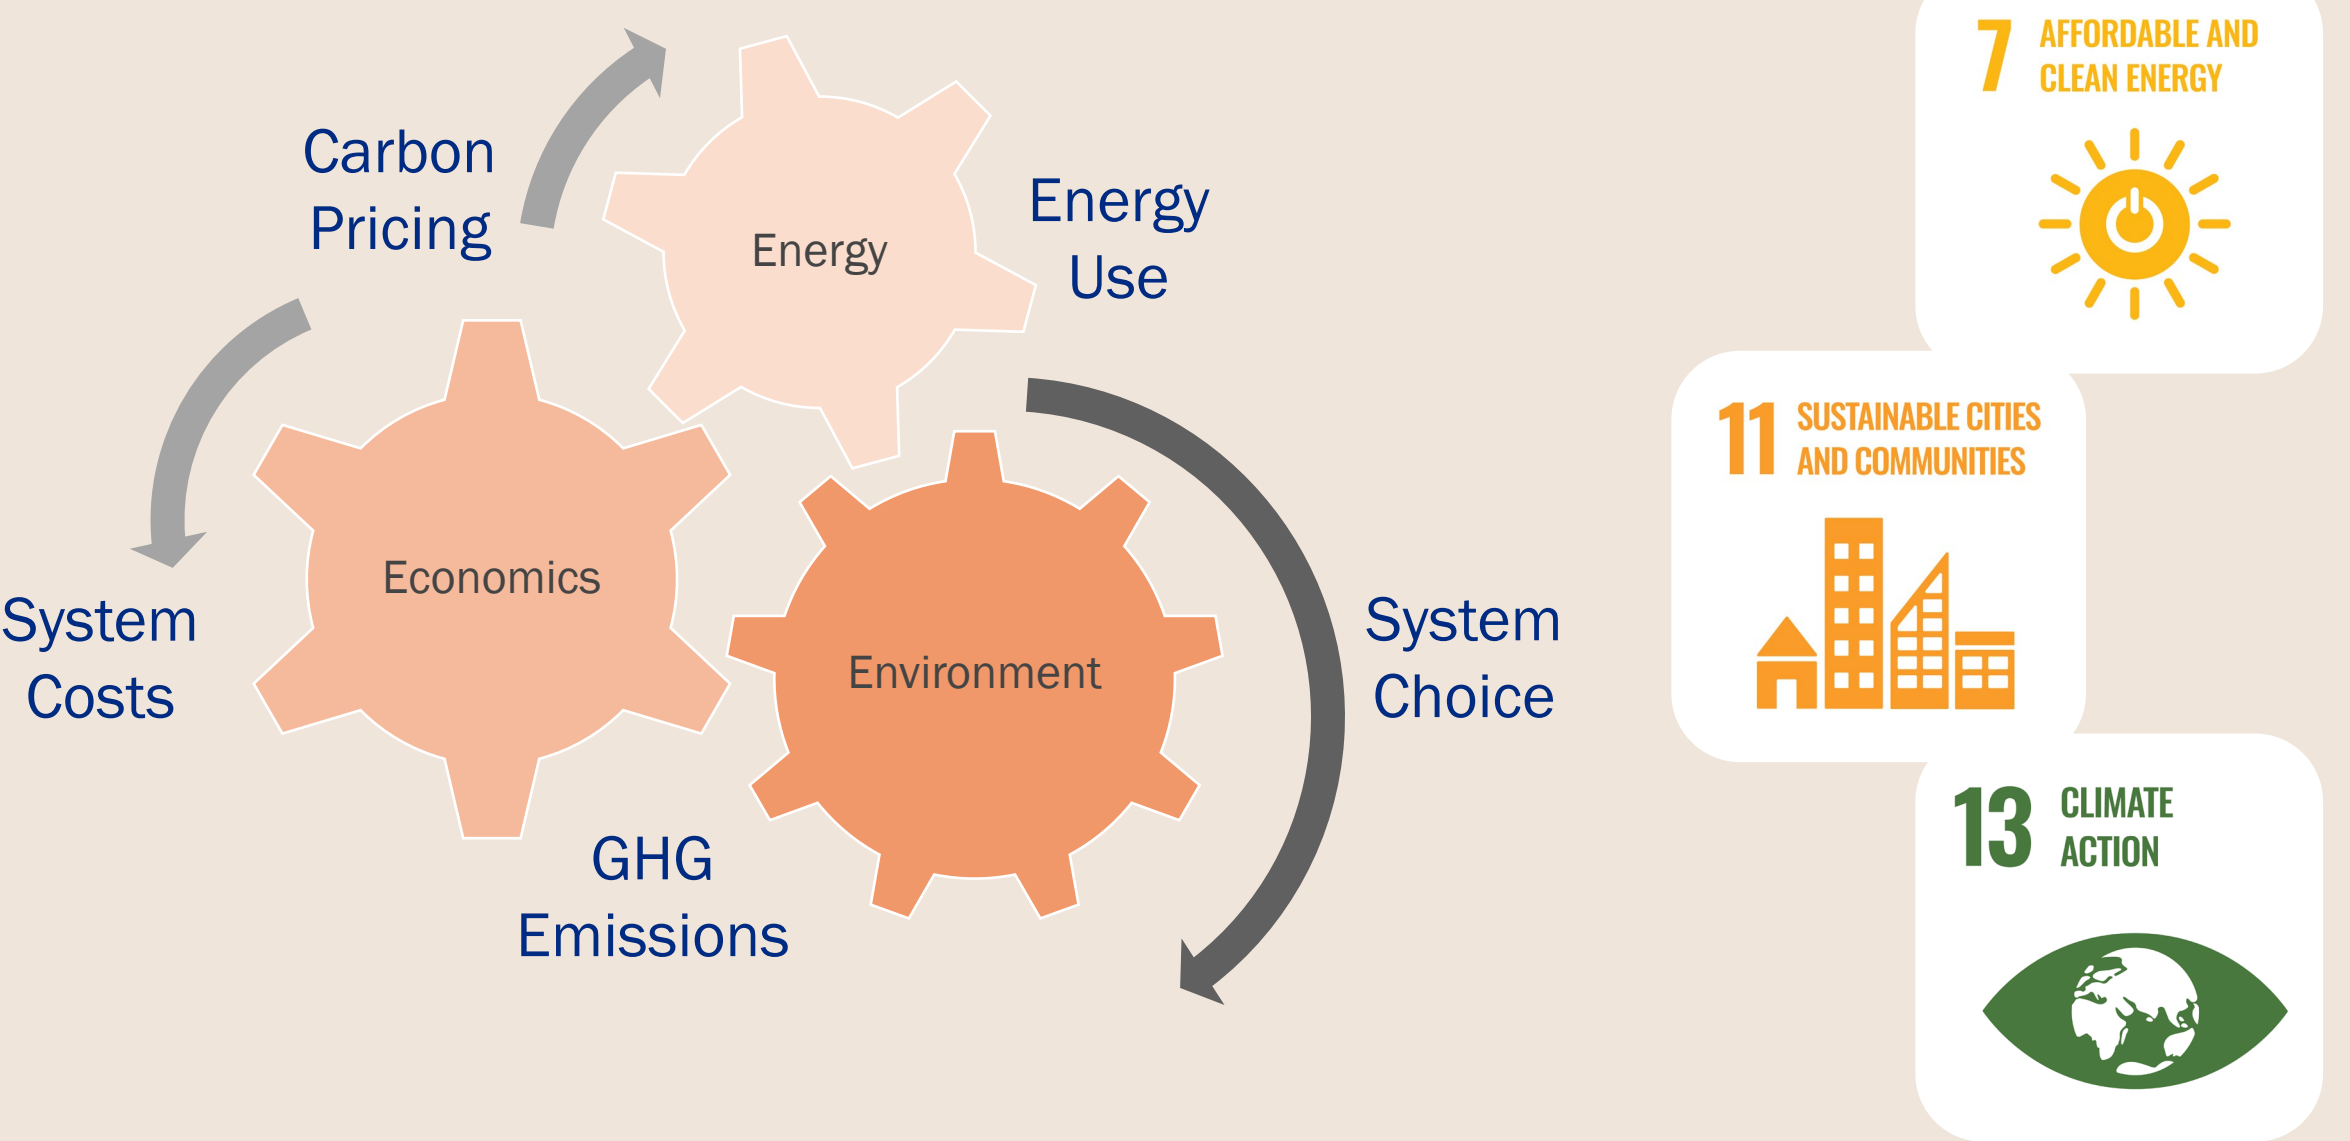 Carbon
Pricing
Energy
Energy
Use
Economics
Environment
System
Costs
System
Choice
GHG
Emissions
7 AFFORDABLE AND
CLEAN ENERGY
11 SUSTAINABLE CITIES
AND COMMUNITIES
13 CLIMATE
ACTION